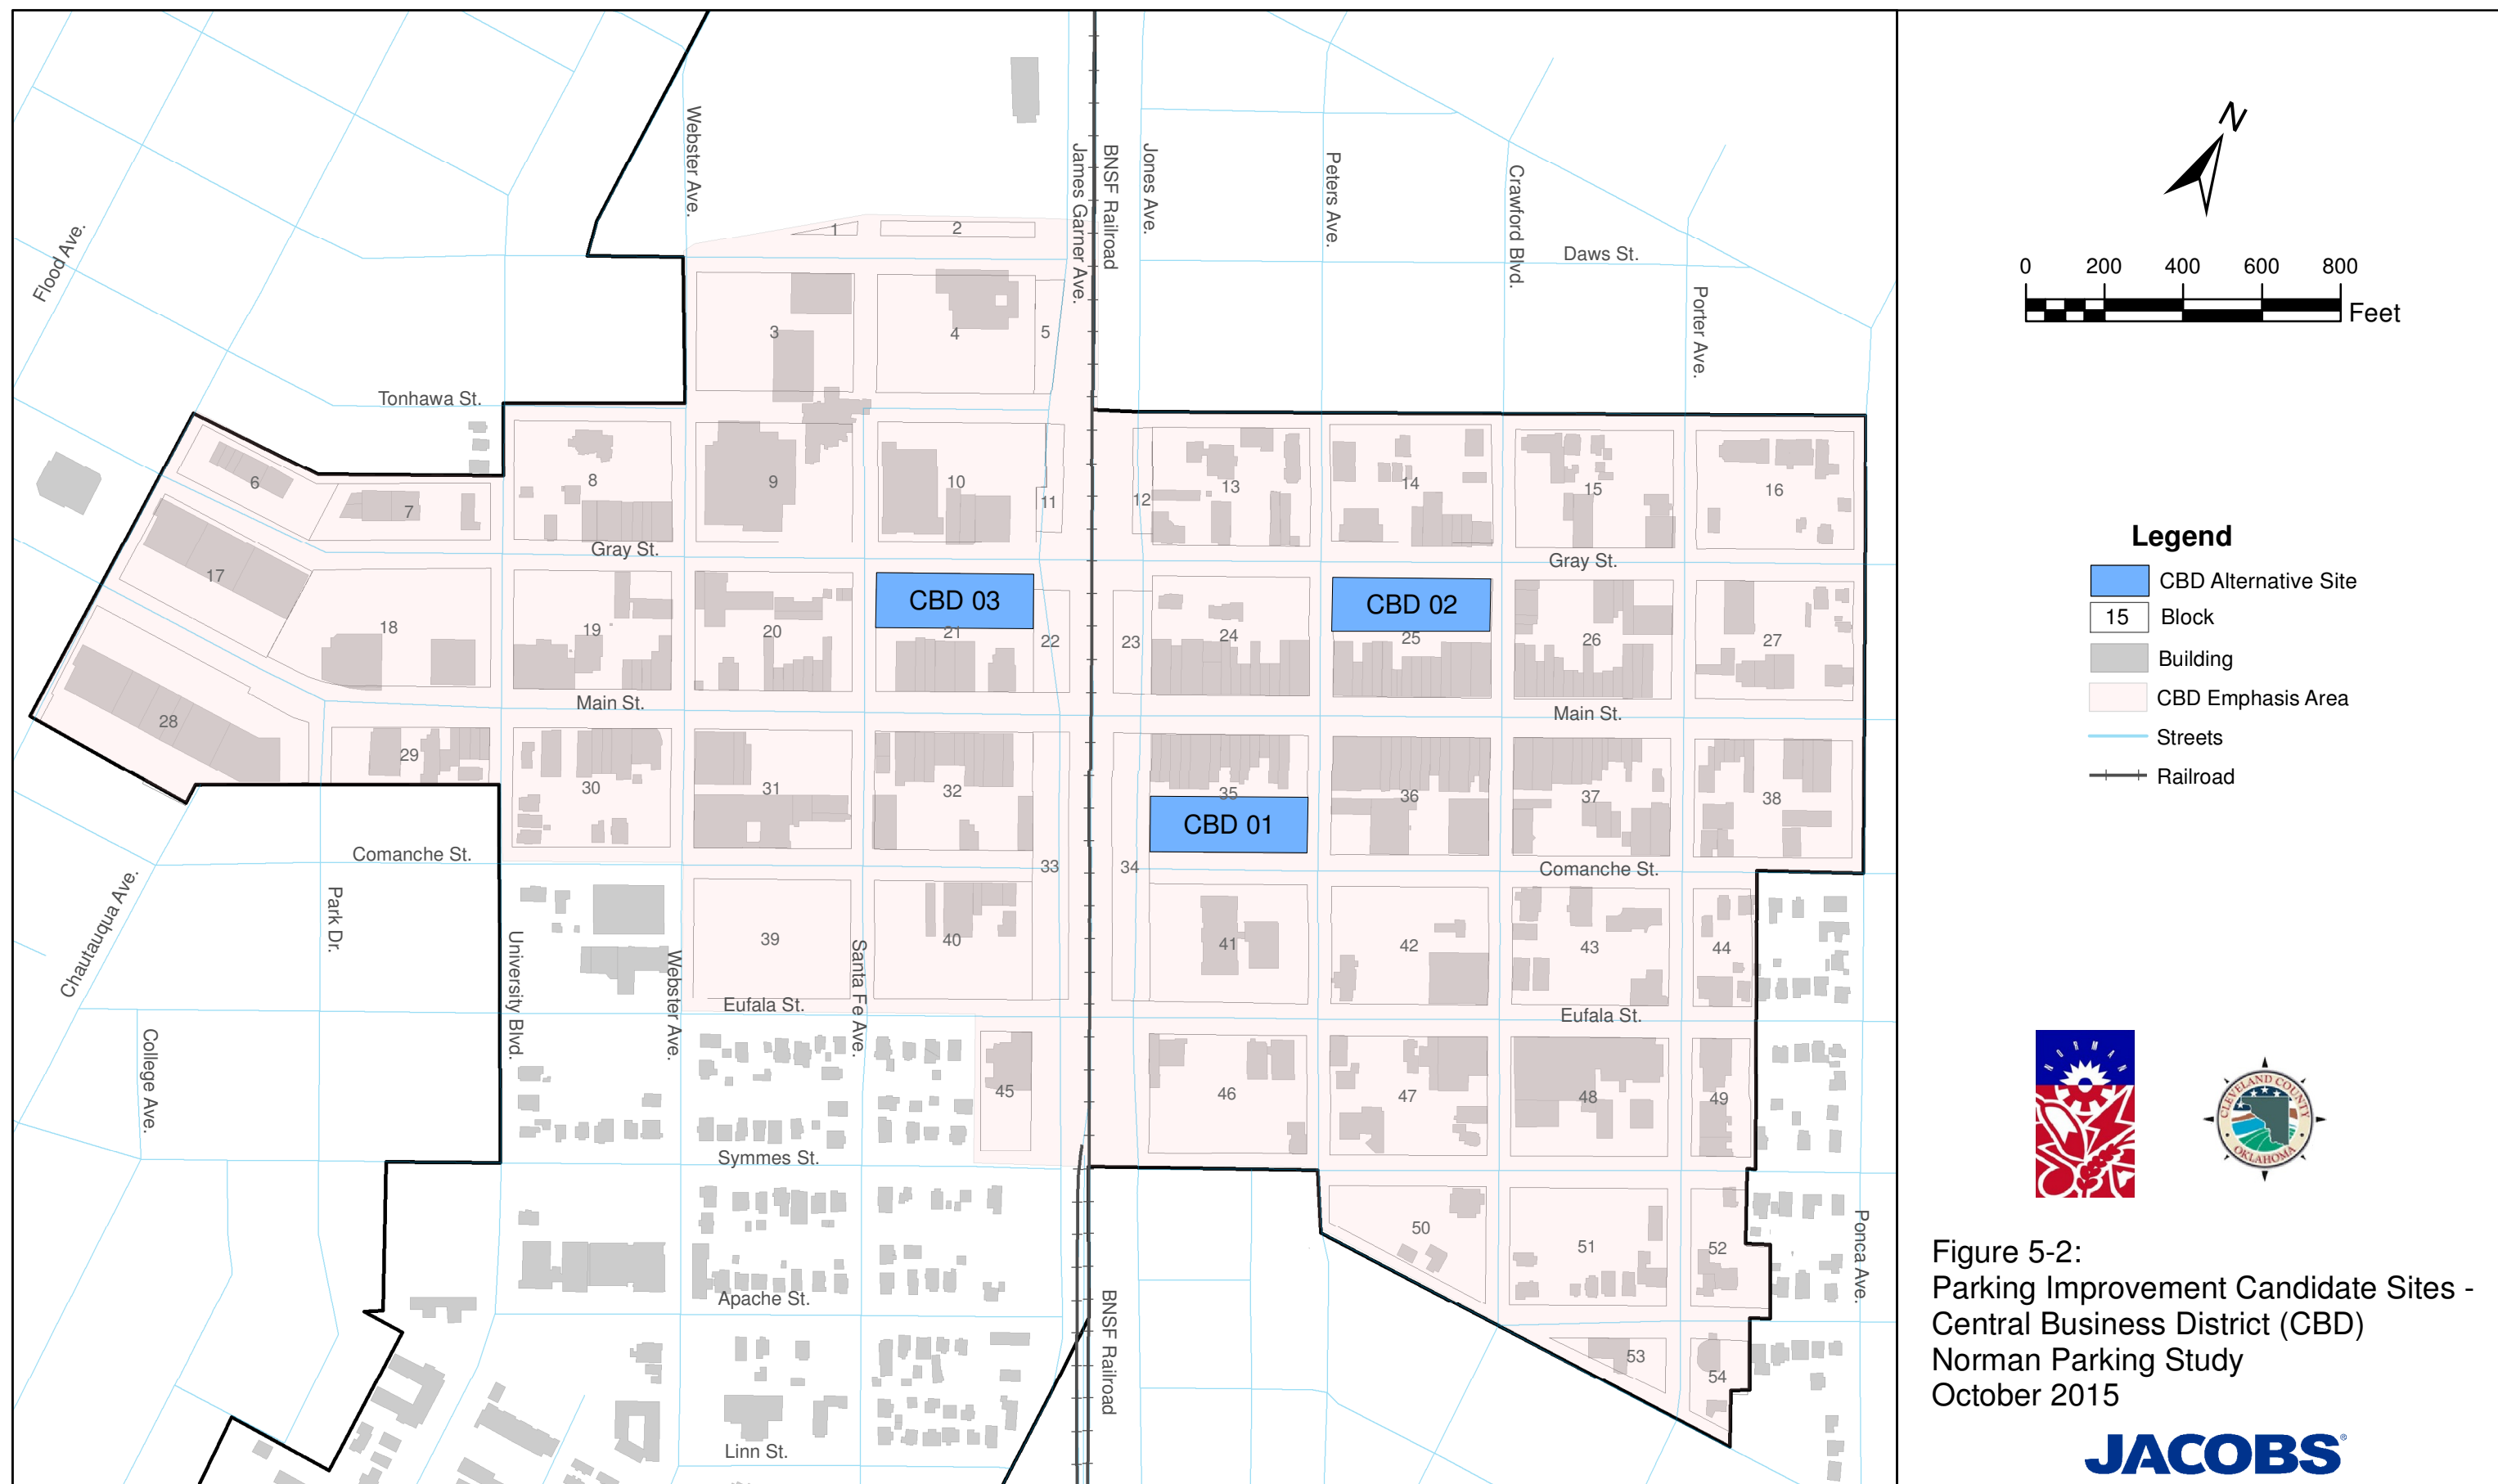 Webster Ave.
James Garner Ave.
BNSF Railroad
Jones Ave.
Peters Ave.
Crawford Blvd.
Daws St.
Porter Ave.
Flood Ave.
Tonhawa St.
1
2
3
4
5
6
7
8
9
10
11
12
13
14
15
16
Gray St.
Gray St.
17
18
19
20
CBD 03
21
22
23
24
CBD 02
25
26
27
Main St.
Main St.
28
29
30
31
32
33
34
35
CBD 01
36
37
38
Comanche St.
Comanche St.
Chautauqua Ave.
Park Dr.
University Blvd.
Webster Ave.
Santa Fe Ave.
39
40
41
42
43
44
Eufala St.
Eufala St.
College Ave.
45
46
47
48
49
Symmes St.
50
51
52
Ponca Ave.
Apache St.
BNSF Railroad
53
54
Linn St.
N
0 200 400 600 800
Feet
Legend
CBD Alternative Site
15 Block
Building
CBD Emphasis Area
Streets
Railroad
NORMAN
CLEVELAND COUNTY
OKLAHOMA
Figure 5-2:
Parking Improvement Candidate Sites -
Central Business District (CBD)
Norman Parking Study
October 2015
JACOBS®